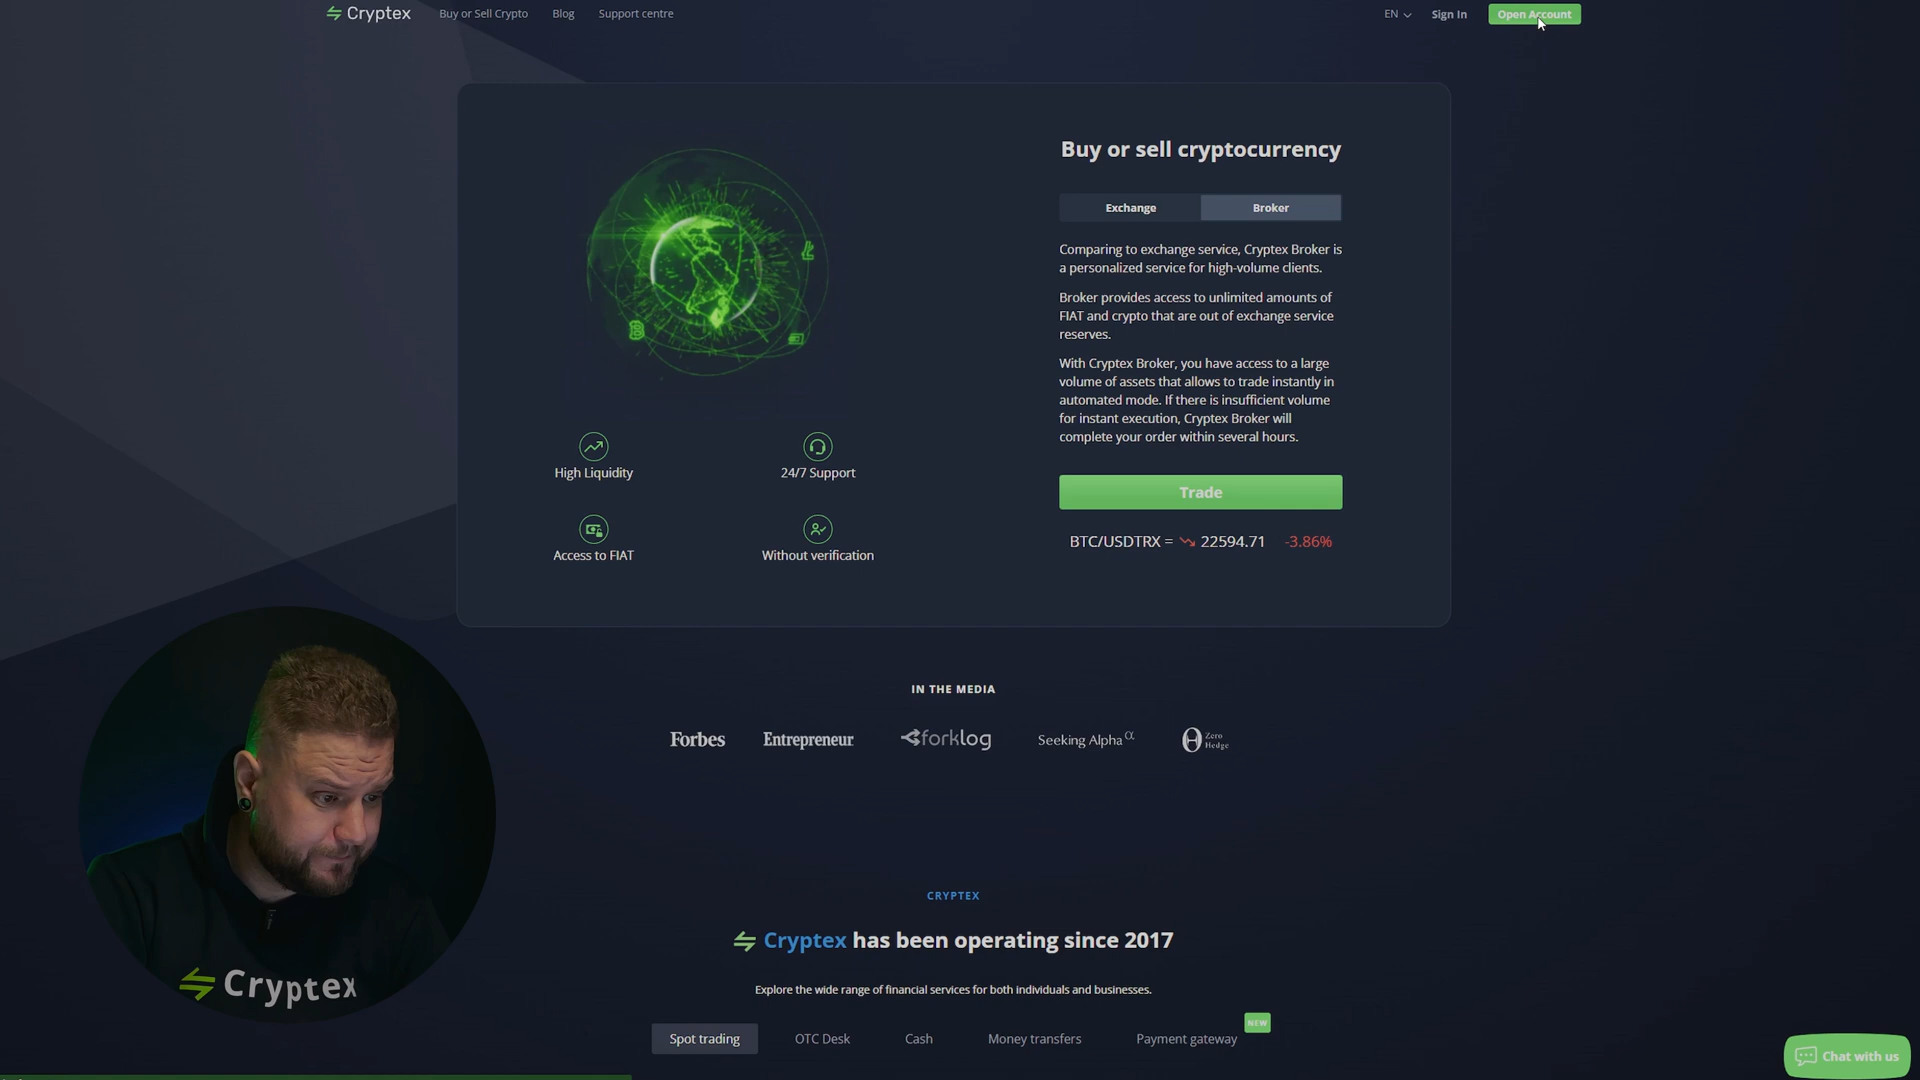 Cryptex
Buy or Sell Crypto
Blog
Support centre
EN
Sign In
Open Account
Buy or sell cryptocurrency
Exchange
Broker
Comparing to exchange service, Cryptex Broker is
a personalized service for high-volume clients.
Broker provides access to unlimited amounts of
FIAT and crypto that are out of exchange service
reserves.
With Cryptex Broker, you have access to a large
volume of assets that allows to trade instantly in
automated mode. If there is insufficient volume
for instant execution, Cryptex Broker will
complete your order within several hours.
High Liquidity
24/7 Support
Access to FIAT
Without verification
Trade
BTC/USDTRX = 22594.71 -3.86%
IN THE MEDIA
Forbes
Entrepreneur
forklog
Seeking Alpha α
Zero
Hedge
CRYPTEX
Cryptex has been operating since 2017
Explore the wide range of financial services for both individuals and businesses.
Spot trading
OTC Desk
Cash
Money transfers
Payment gateway
NEW
Cryptex
Chat with us